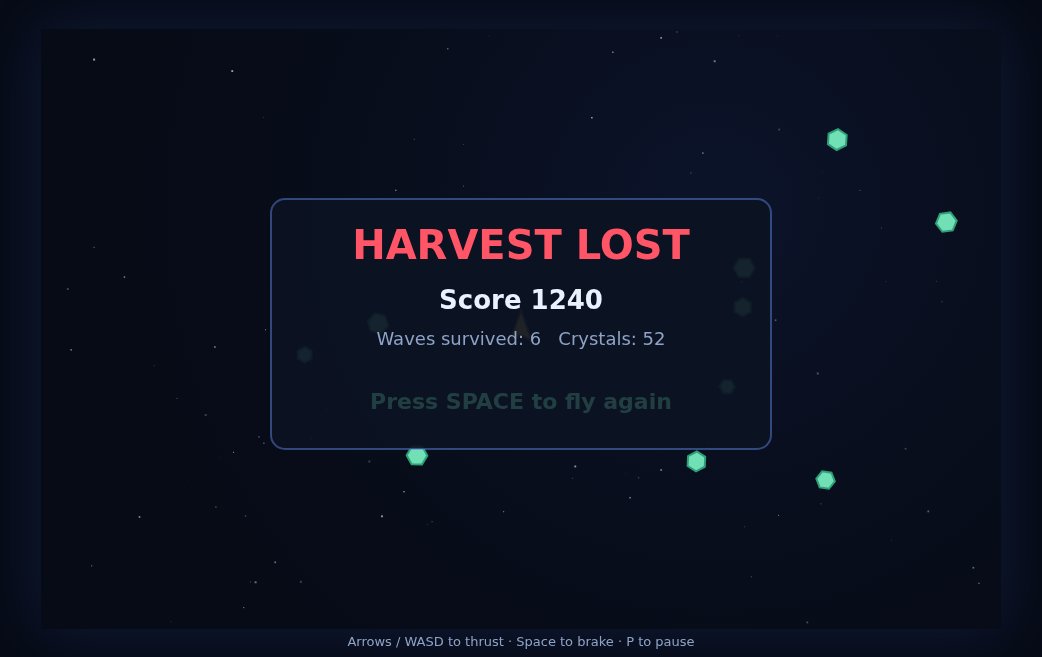 HARVEST LOST
Score 1240
Waves survived: 6   Crystals: 52
Press SPACE to fly again
Arrows / WASD to thrust · Space to brake · P to pause